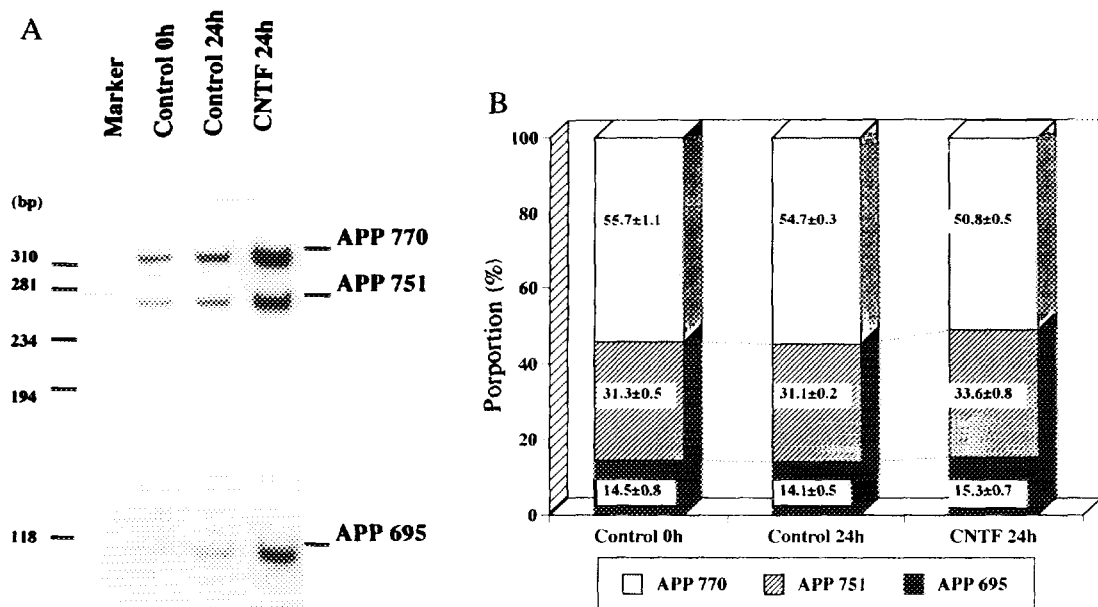 A
Marker
Control 0h
Control 24h
CNTF 24h
(bp)
310
281
234
194
118
APP 770
APP 751
APP 695
B
Porportion (%)
100
80
60
40
20
0
55.7±1.1
54.7±0.3
50.8±0.5
31.3±0.5
31.1±0.2
33.6±0.8
14.5±0.8
14.1±0.5
15.3±0.7
Control 0h
Control 24h
CNTF 24h
APP 770
APP 751
APP 695